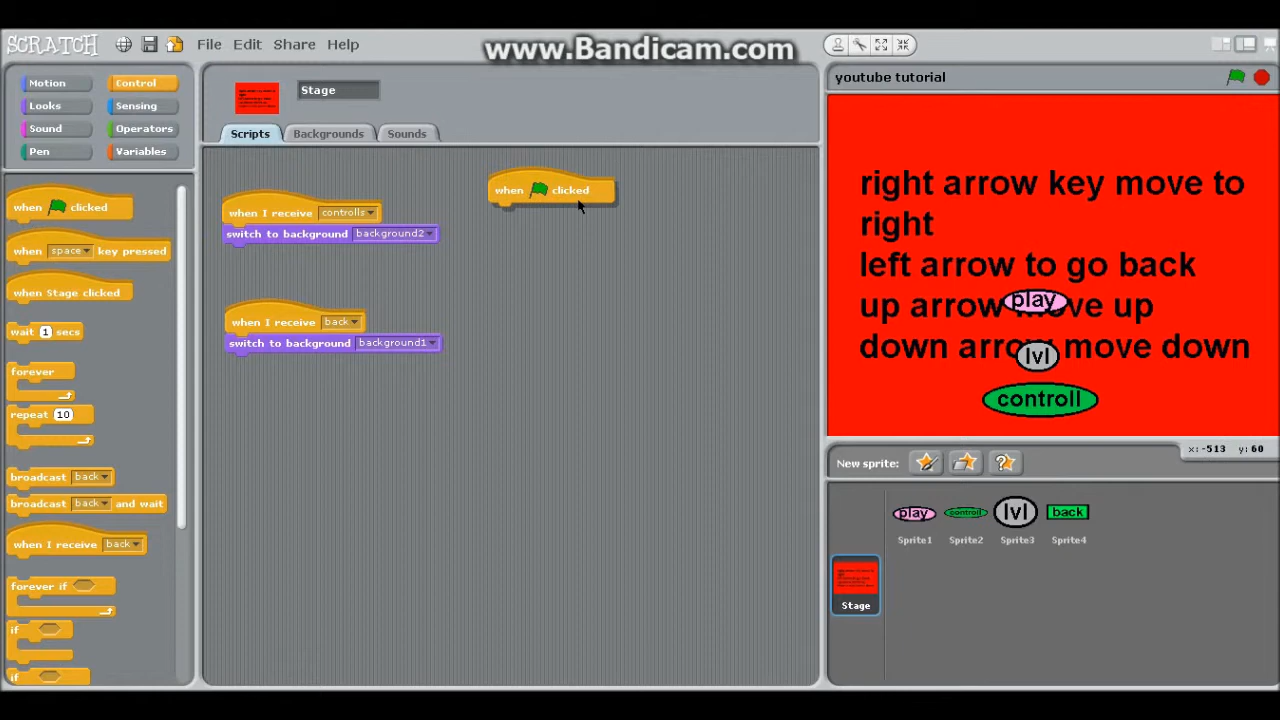 SCRATCH
File Edit Share Help
www.Bandicam.com
Motion Control
Looks Sensing
Sound Operators
Pen Variables
when clicked
when space key pressed
when Stage clicked
wait 1 secs
forever
repeat 10
broadcast back
broadcast back and wait
when I receive back
forever if
if
if
Stage
Scripts Backgrounds Sounds
when I receive controlls
switch to background background2
when I receive back
switch to background background1
when clicked
youtube tutorial
right arrow key move to
right
left arrow to go back
up arrow move up
play
down arrow move down
lvl
controll
x:-513 y:60
New sprite:
play controll lvl back
Sprite1 Sprite2 Sprite3 Sprite4
Stage